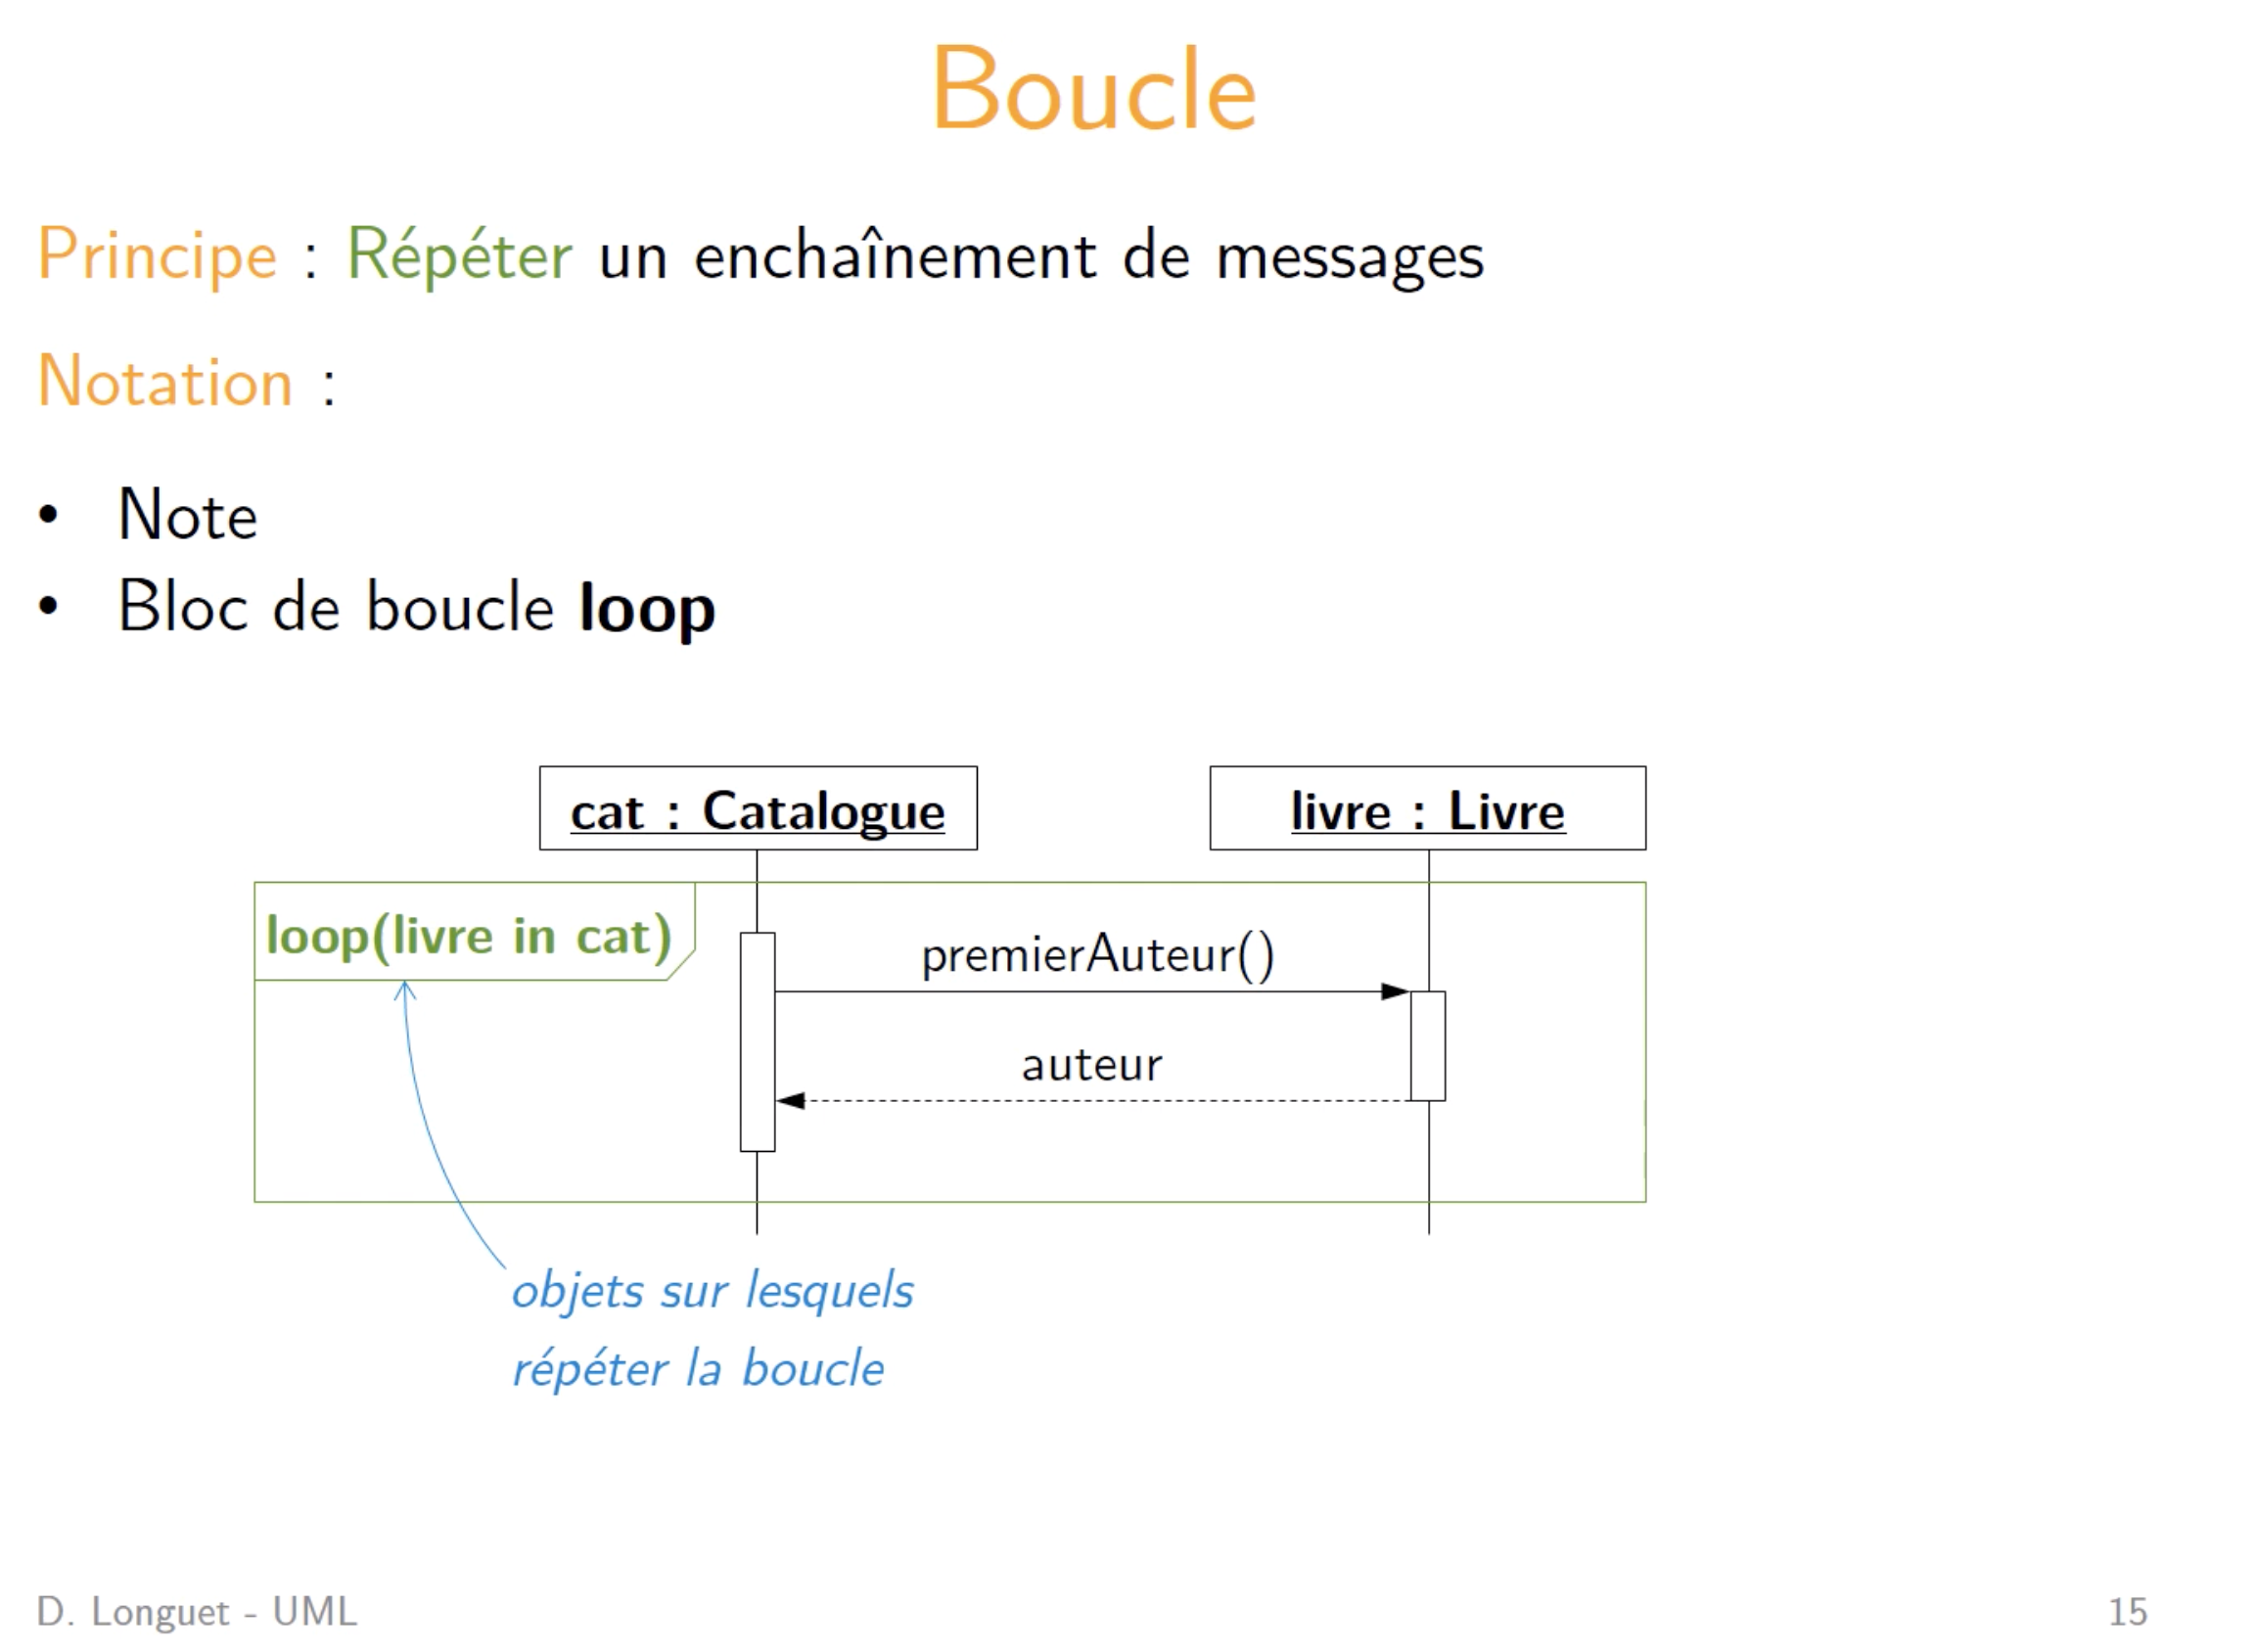 Boucle
Principe : Répéter un enchaînement de messages
Notation :
• Note
• Bloc de boucle loop
cat : Catalogue
livre : Livre
loop(livre in cat)
premierAuteur()
auteur
objets sur lesquels
répéter la boucle
D. Longuet - UML
15